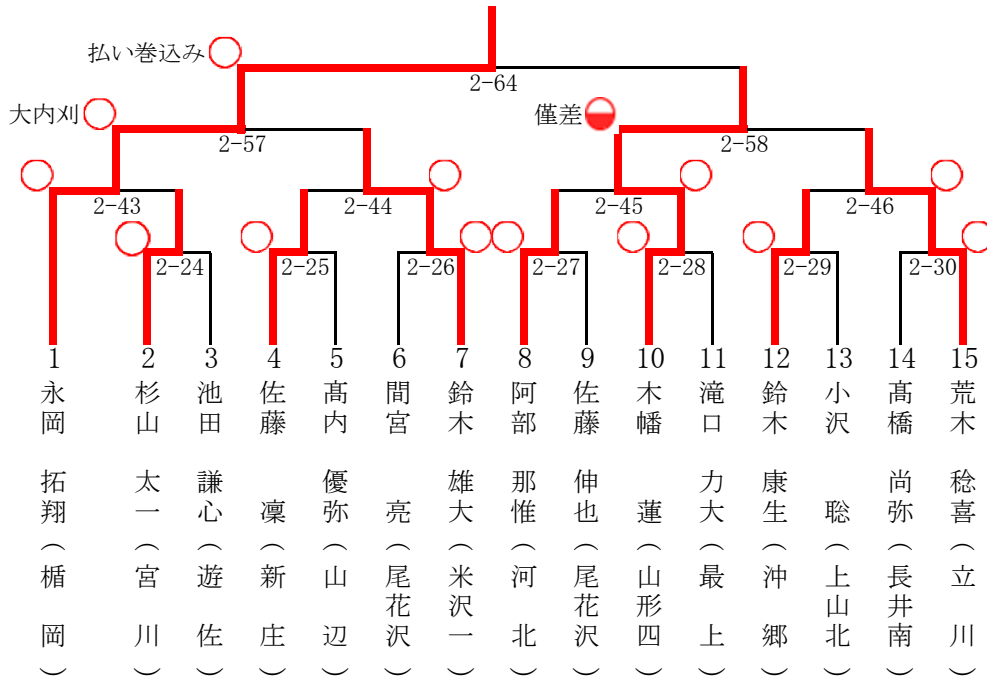 払い巻込み
2-64
大内刈
僅差
2-57
2-58
2-43
2-44
2-45
2-46
2-24
2-25
2-26
2-27
2-28
2-29
2-30
1 永岡 拓翔（楯岡）
2 杉山 太一（宮川）
3 池田 謙心（遊佐）
4 佐藤 凜（新庄）
5 髙内 優弥（山辺）
6 間宮 亮（尾花沢）
7 鈴木 雄大（米沢一）
8 阿部 那惟（河北）
9 佐藤 伸也（尾花沢）
10 木幡 蓮（山形四）
11 滝口 力大（最上）
12 鈴木 康生（沖郷）
13 小沢 聡（上山北）
14 髙橋 尚弥（長井南）
15 荒木 稔喜（立川）